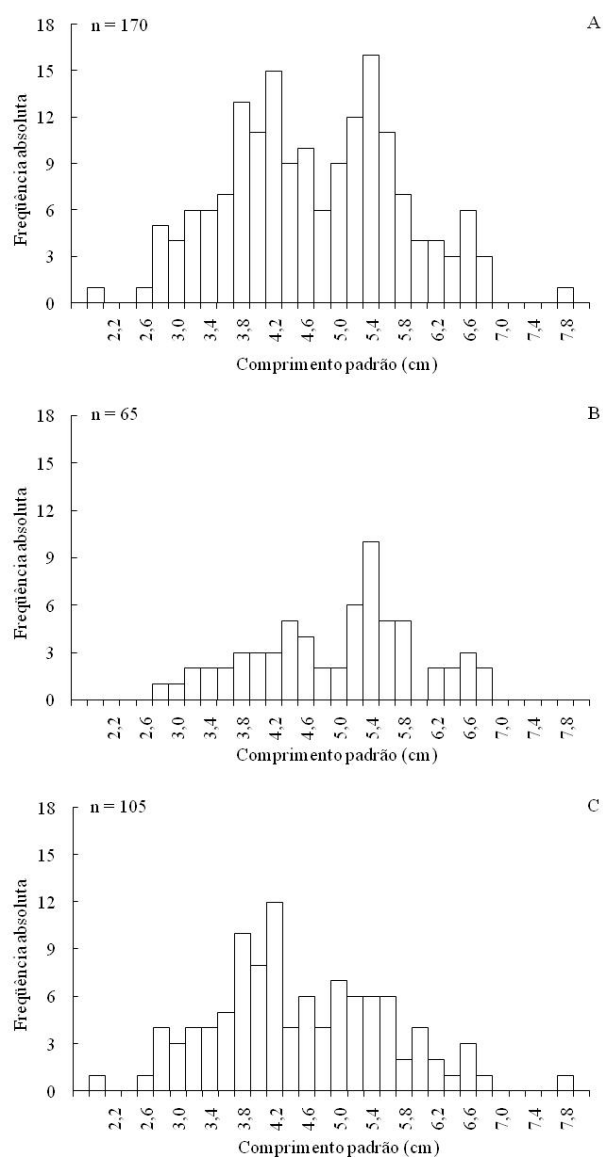 n = 170
A
18
15
12
9
6
3
0
Freqüência absoluta
2,2 2,6 3,0 3,4 3,8 4,2 4,6 5,0 5,4 5,8 6,2 6,6 7,0 7,4 7,8
Comprimento padrão (cm)
n = 65
B
18
15
12
9
6
3
0
Freqüência absoluta
2,2 2,6 3,0 3,4 3,8 4,2 4,6 5,0 5,4 5,8 6,2 6,6 7,0 7,4 7,8
Comprimento padrão (cm)
n = 105
C
18
15
12
9
6
3
0
Freqüência absoluta
2,2 2,6 3,0 3,4 3,8 4,2 4,6 5,0 5,4 5,8 6,2 6,6 7,0 7,4 7,8
Comprimento padrão (cm)